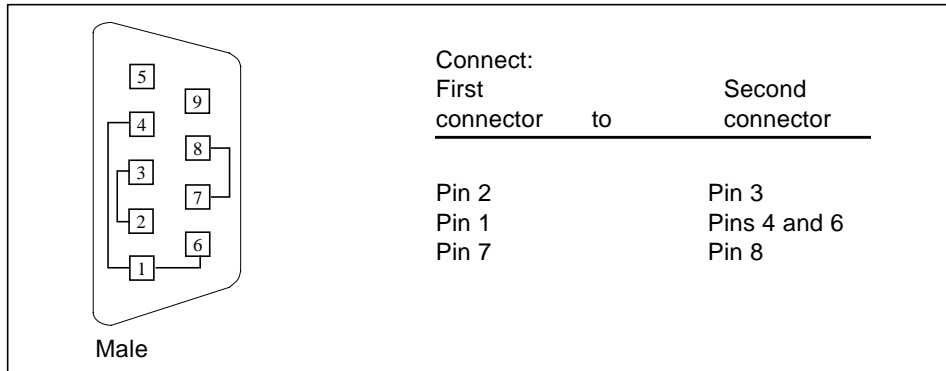 5
9
4
8
3
7
2
6
1
Male
Connect:
First Second
connector to connector
Pin 2 Pin 3
Pin 1 Pins 4 and 6
Pin 7 Pin 8